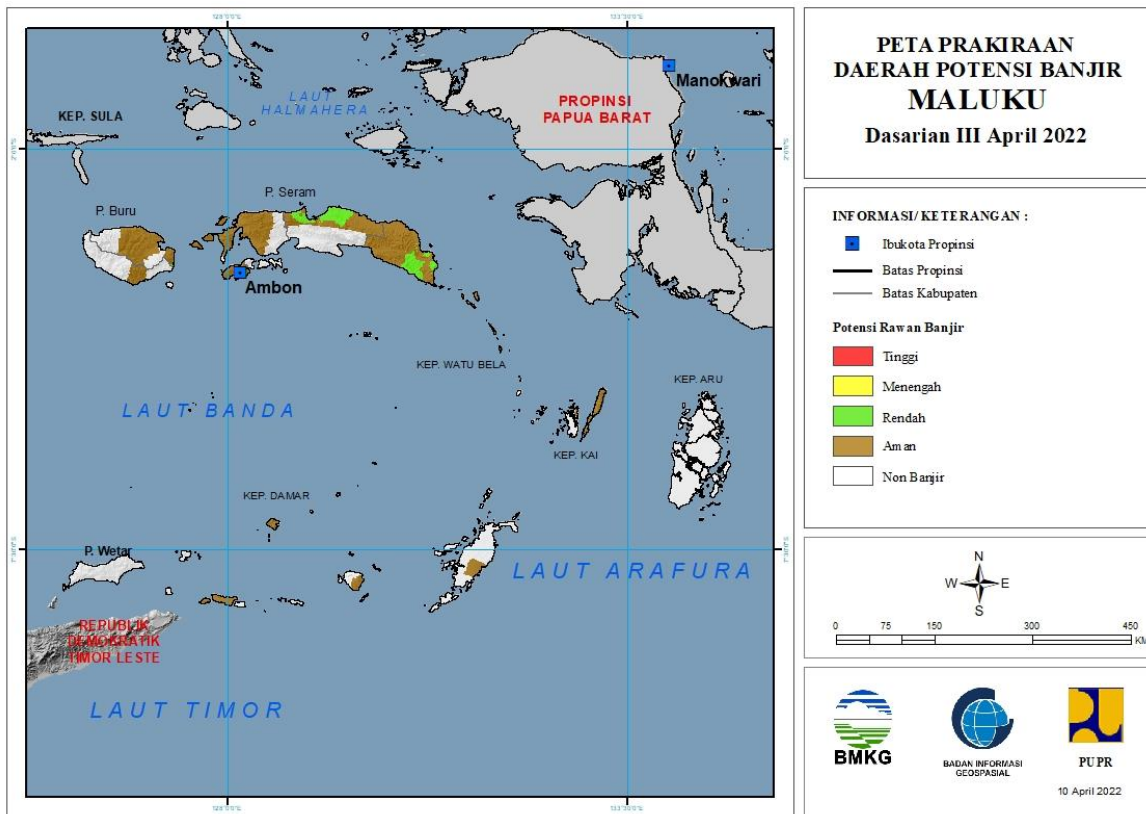 PETA PRAKIRAAN
DAERAH POTENSI BANJIR
MALUKU
Dasarian III April 2022
Manokwari
LAUT
HALMAHERA
PROPINSI
PAPUA BARAT
KEP. SULA
P. Seram
P. Buru
Ambon
KEP. WATU BELA
KEP. ARU
LAUT BANDA
KEP. KAI
KEP. DAMAR
P. Wetar
LAUT ARAFURA
REPUBLIK
DEMOKRATIK
TIMOR LESTE
LAUT TIMOR
INFORMASI/ KETERANGAN :
Ibukota Propinsi
Batas Propinsi
Batas Kabupaten
Potensi Rawan Banjir
Tinggi
Menengah
Rendah
Aman
Non Banjir
N
W E
S
0 75 150 300 450
KM
BMKG
BADAN INFORMASI
GEOSPASIAL
PUPR
10 April 2022